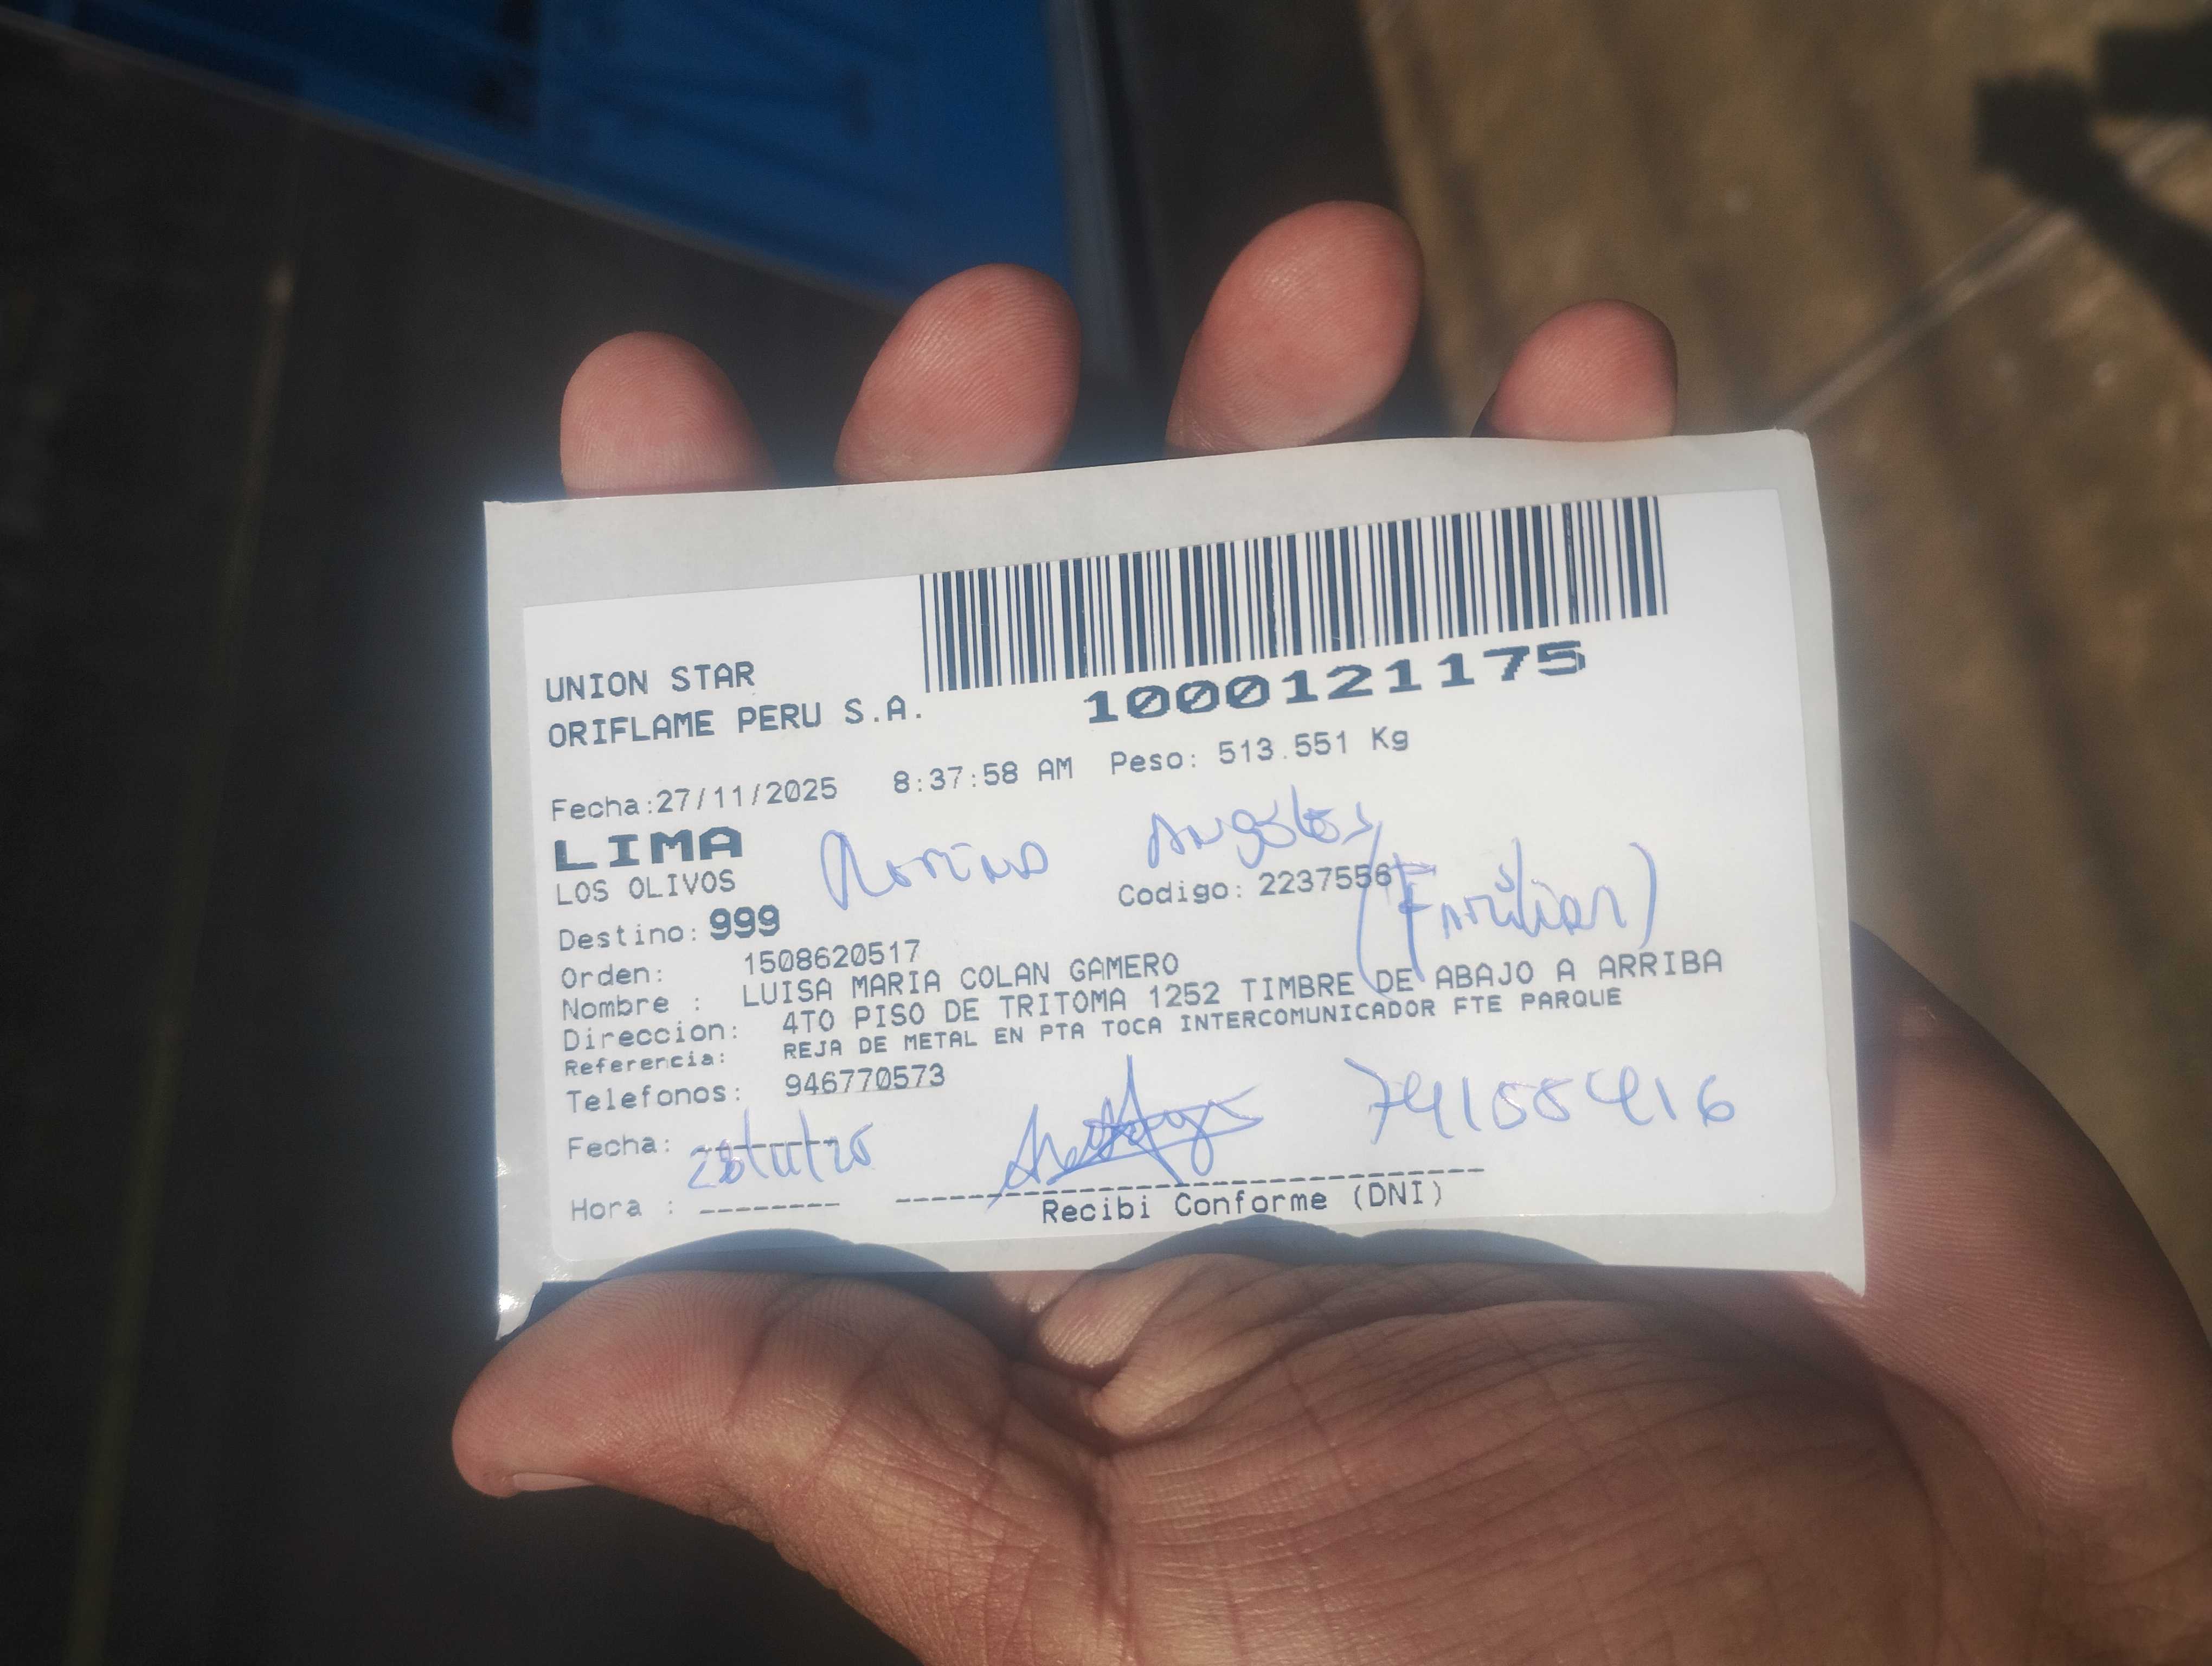 1000121175
UNION STAR
ORIFLAME PERU S.A.
Fecha:27/11/2025 8:37:58 AM Peso: 513.551 Kg
LIMA
LOS OLIVOS
Angeles
Codigo: 2237556
(Familiar)
Destino: 999
Orden: 1508620517
Nombre : LUISA MARIA COLAN GAMERO
Direccion: 4TO PISO DE TRITOMA 1252 TIMBRE DE ABAJO A ARRIBA
Referencia: REJA DE METAL EN PTA TOCA INTERCOMUNICADOR FTE PARQUE
Telefonos: 946770573
Fecha:
Hora :
Recibi Conforme (DNI)